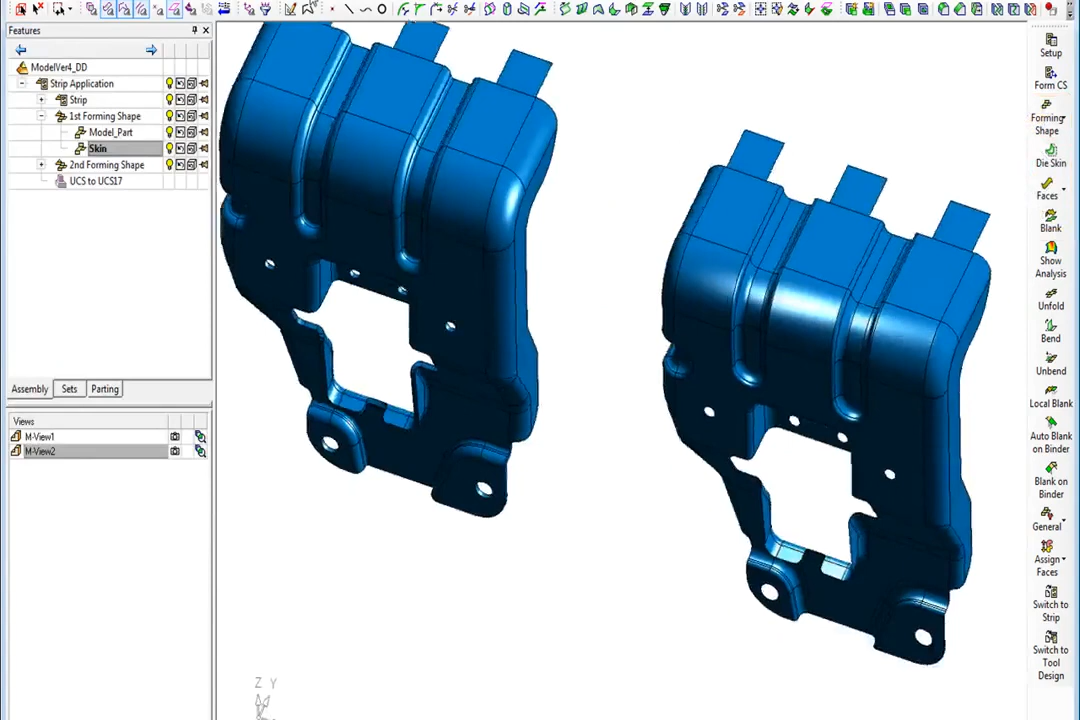 Features
ModelVer4_DD
Strip Application
Strip
1st Forming Shape
Model_Part
Skin
2nd Forming Shape
UCS to UCS17
Assembly
Sets
Parting
Views
M-View1
M-View2
Z
Y
Setup
Form CS
Forming
Shape
Die Skin
Faces
Blank
Show
Analysis
Unfold
Bend
Unbend
Local Blank
Auto Blank
on Binder
Blank on
Binder
General
Assign
Faces
Switch to
Strip
Switch to
Tool
Design